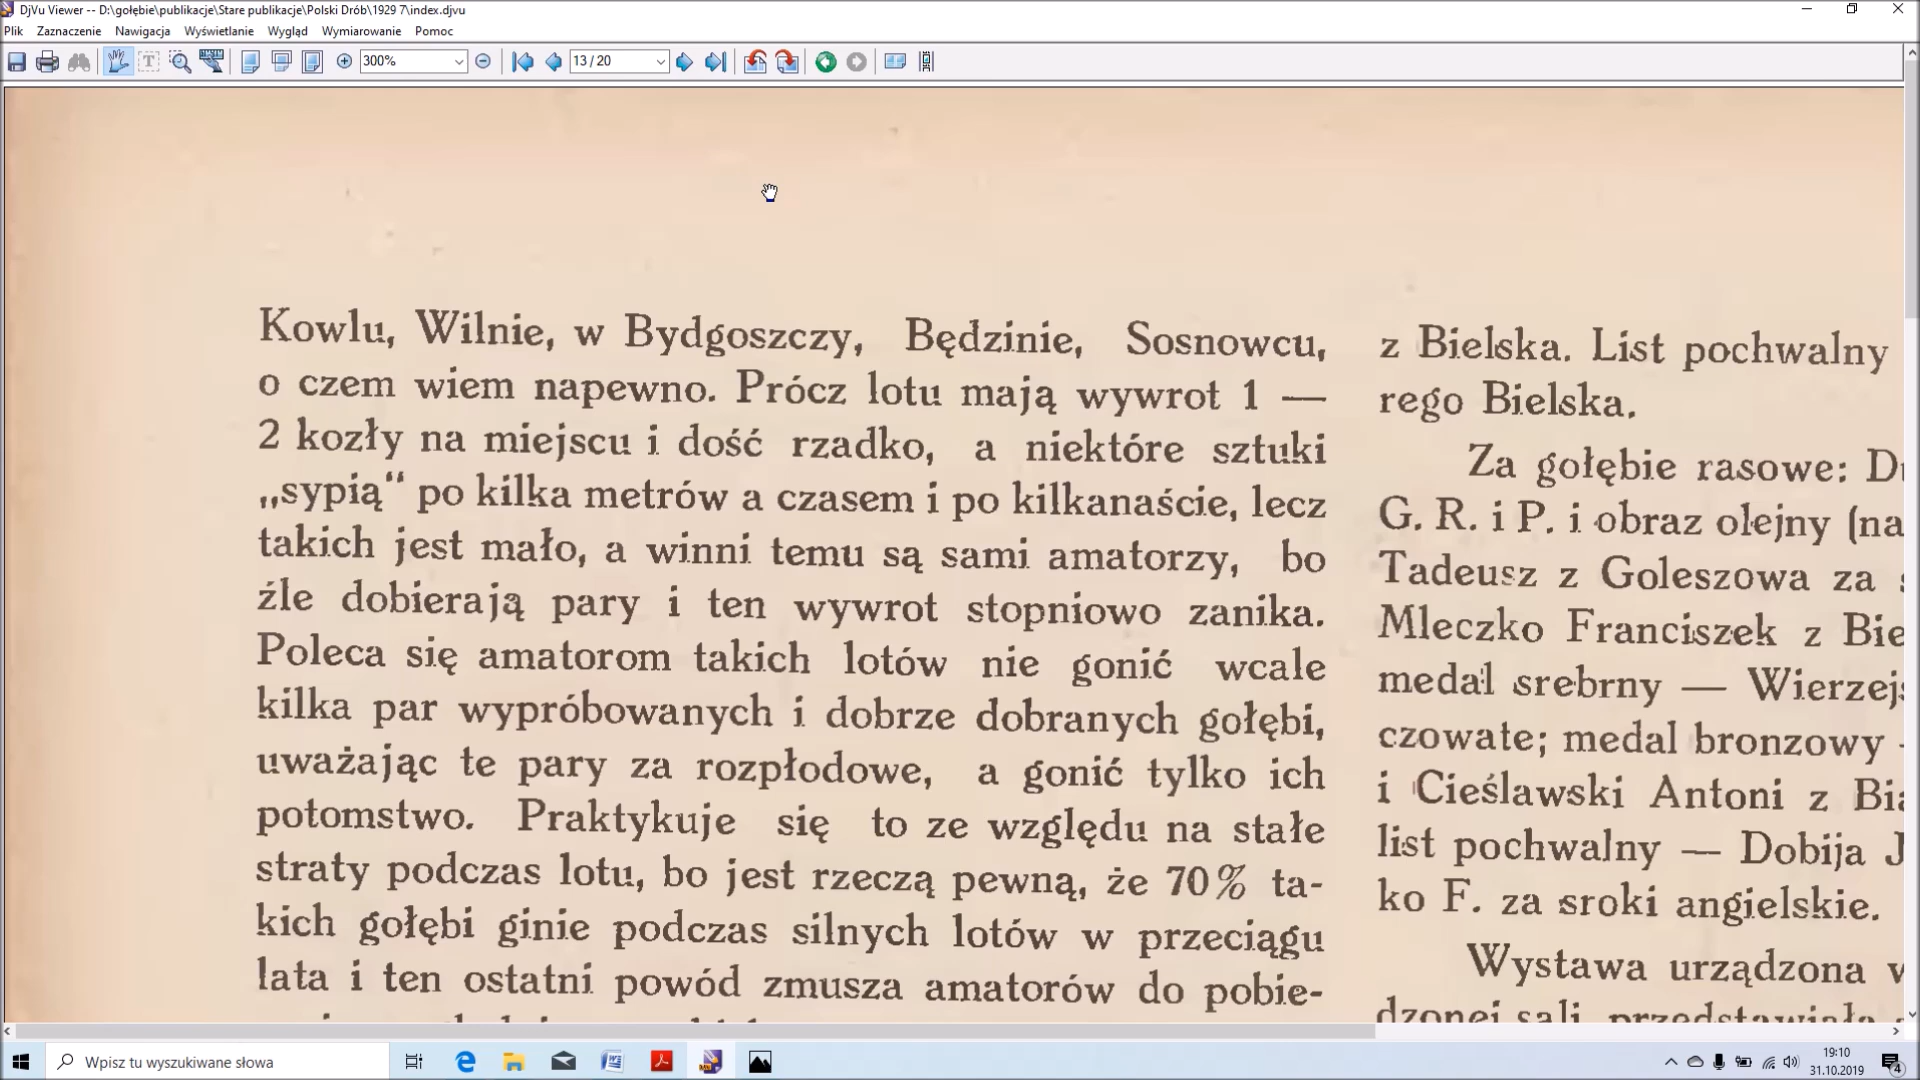 DjVu Viewer -- D:\gołębie\publikacje\Stare publikacje\Polski Drób\1929 7\index.djvu
Plik Zaznaczenie Nawigacja Wyświetlanie Wygląd Wymiarowanie Pomoc
300% 13 / 20
Kowlu, Wilnie, w Bydgoszczy, Będzinie, Sosnowcu,
o czem wiem napewno. Prócz lotu mają wywrot 1 —
2 kozły na miejscu i dość rzadko, a niektóre sztuki
„sypią“ po kilka metrów a czasem i po kilkanaście, lecz
takich jest mało, a winni temu są sami amatorzy, bo
źle dobierają pary i ten wywrot stopniowo zanika.
Poleca się amatorom takich lotów nie gonić wcale
kilka par wypróbowanych i dobrze dobranych gołębi,
uważając te pary za rozpłodowe, a gonić tylko ich
potomstwo. Praktykuje się to ze względu na stałe
straty podczas lotu, bo jest rzeczą pewną, że 70% ta-
kich gołębi ginie podczas silnych lotów w przeciągu
lata i ten ostatni powód zmusza amatorów do pobie-
z Bielska. List pochwalny
rego Bielska.
Za gołębie rasowe:
G. R. i P. i obraz olejny (na
Tadeusz z Goleszowa za
Mleczko Franciszek z Bie
medal srebrny — Wierzej
czowate; medal bronzowy
i Cieślawski Antoni z Bia
list pochwalny — Dobija J
ko F. za sroki angielskie.
Wystawa urządzona
dzonej sali, przedstawiała
Wpisz tu wyszukiwane słowa
19:10
31.10.2019
4